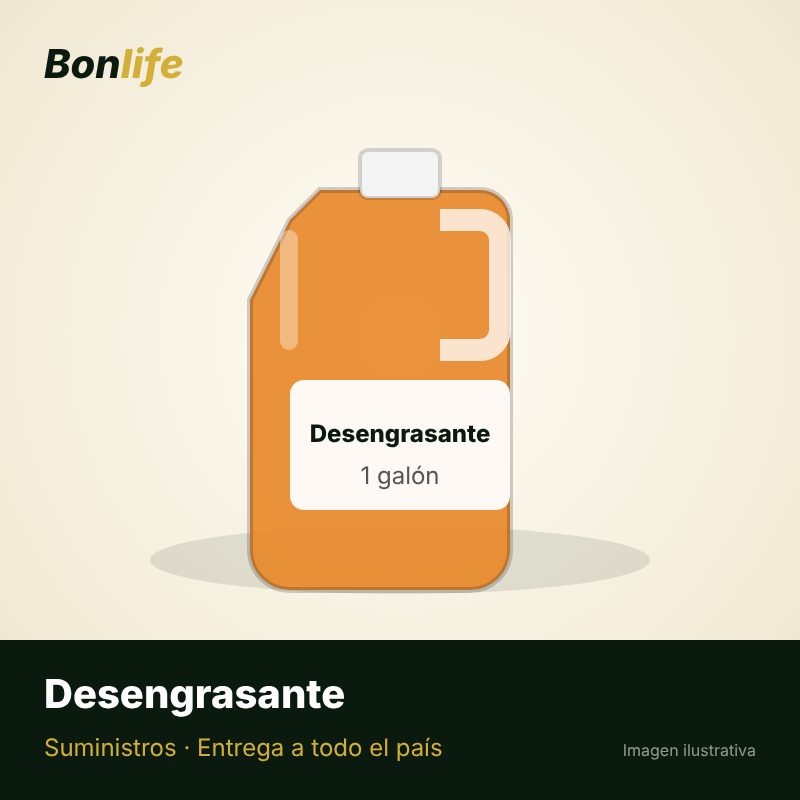 Bonlife
Desengrasante
1 galón
Desengrasante
Suministros · Entrega a todo el país
Imagen ilustrativa